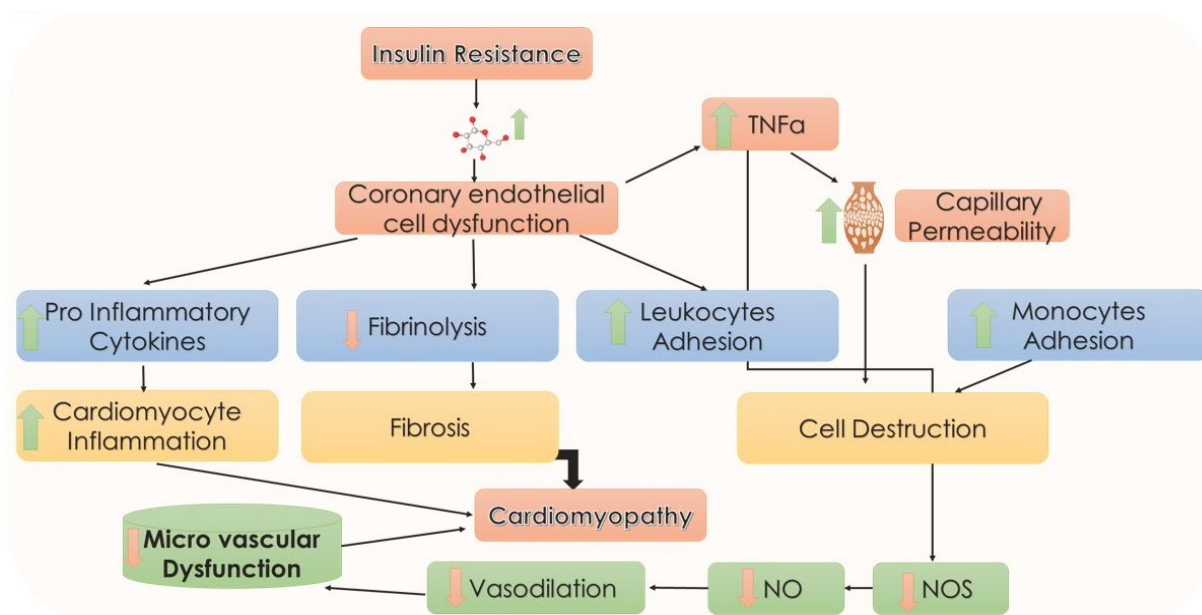 Insulin Resistance
TNFa
Coronary endothelial
cell dysfunction
Capillary
Permeability
Pro Inflammatory
Cytokines
Fibrinolysis
Leukocytes
Adhesion
Monocytes
Adhesion
Cardiomyocyte
Inflammation
Fibrosis
Cell Destruction
Cardiomyopathy
Micro vascular
Dysfunction
Vasodilation
NO
NOS